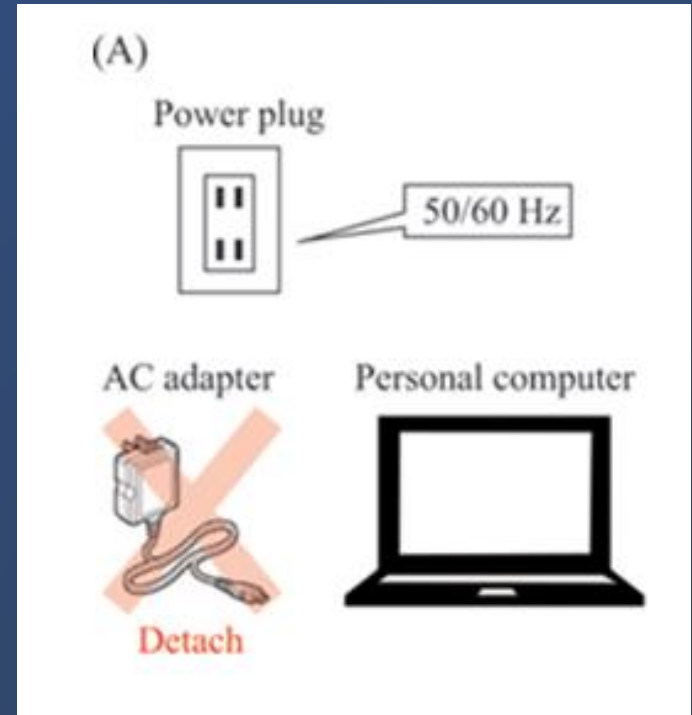 (A)
Power plug
50/60 Hz
AC adapter
Personal computer
Detach